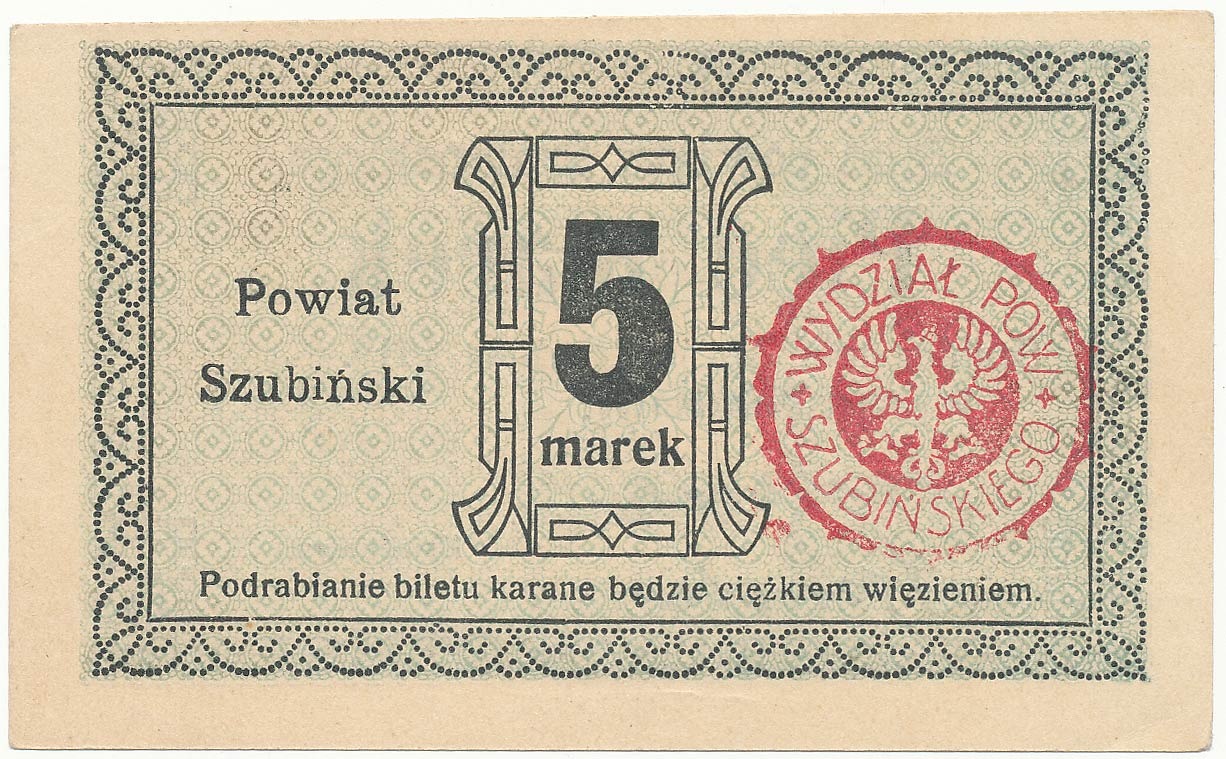 Powiat
Szubiński
5
marek
WYDZIAŁ POW.
SZUBIŃSKIEGO
Podrabianie biletu karane będzie ciężkiem więzieniem.